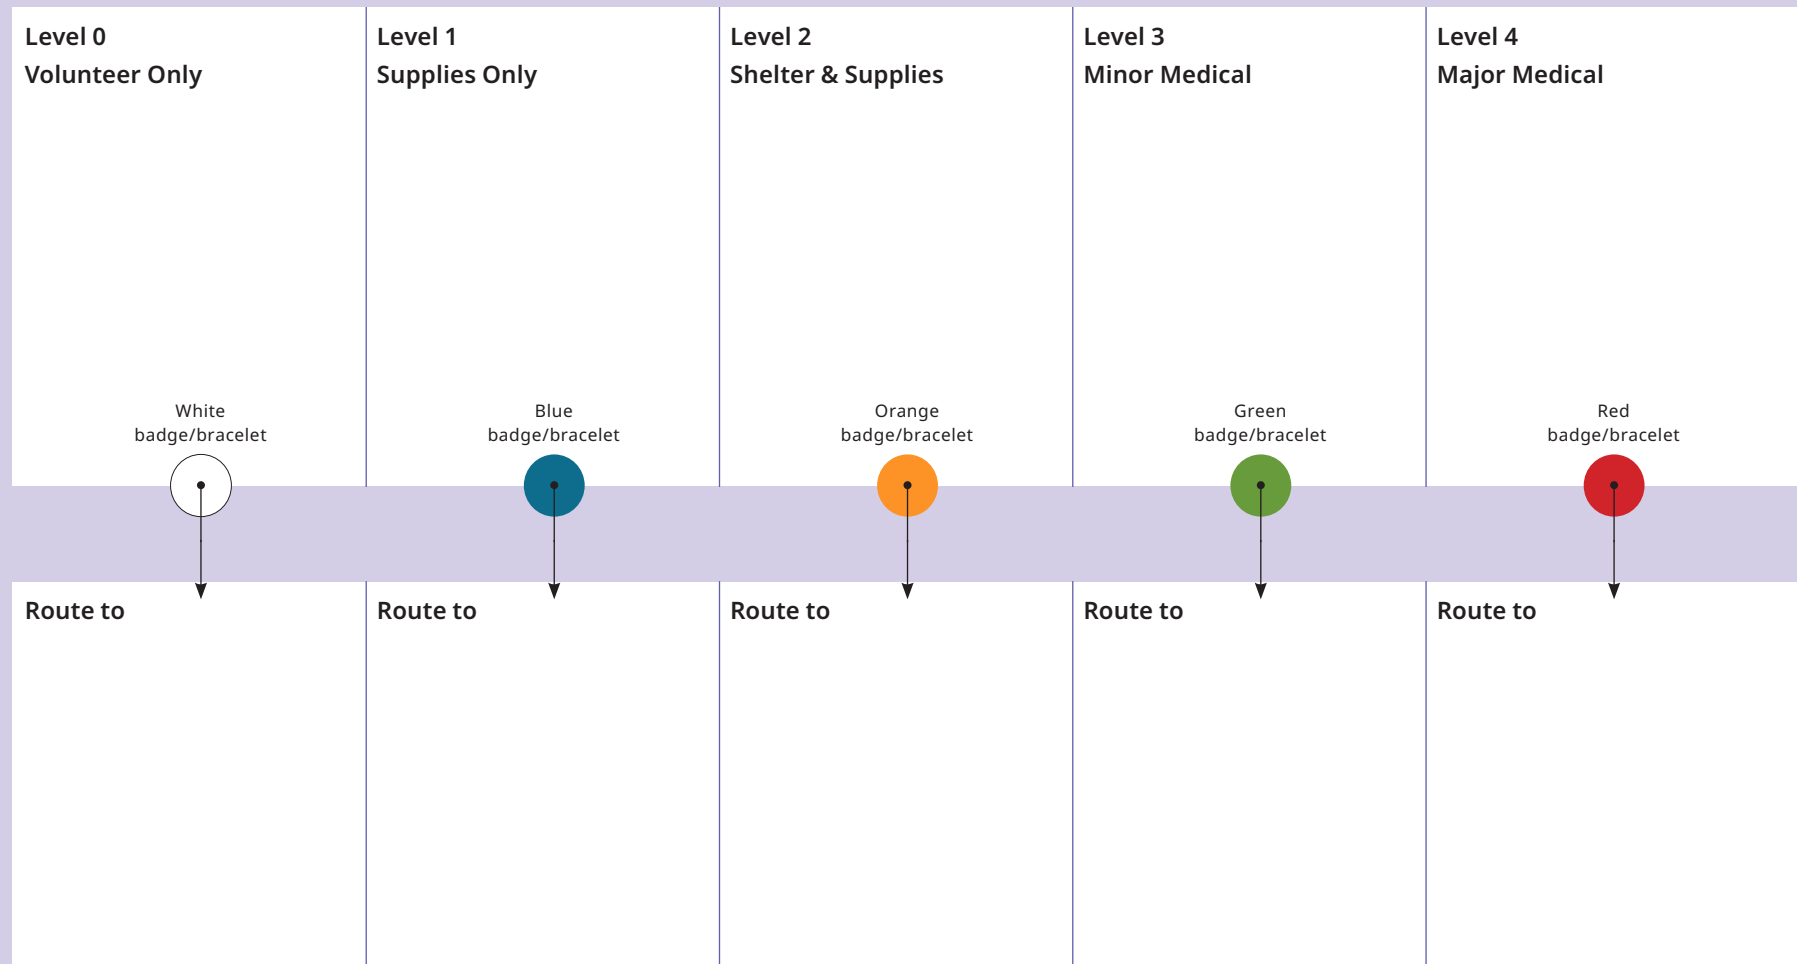 Level 0
Volunteer Only
White
badge/bracelet
Route to
Level 1
Supplies Only
Blue
badge/bracelet
Route to
Level 2
Shelter & Supplies
Orange
badge/bracelet
Route to
Level 3
Minor Medical
Green
badge/bracelet
Route to
Level 4
Major Medical
Red
badge/bracelet
Route to